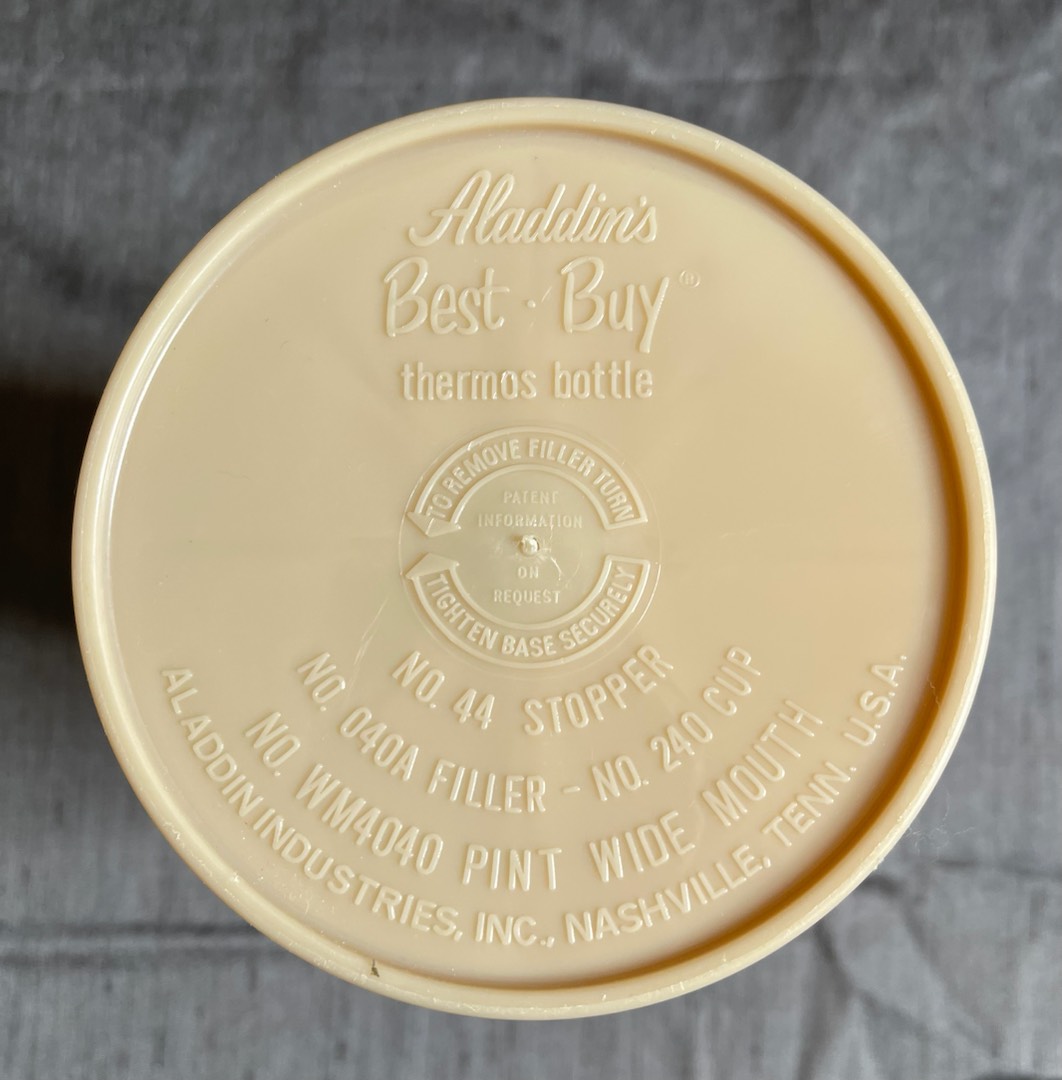 Aladdin's
Best · Buy®
thermos bottle
TO REMOVE FILLER TURN
PATENT
INFORMATION
ON
REQUEST
TIGHTEN BASE SECURELY
NO. 44 STOPPER
NO. 040A FILLER – NO. 240 CUP
NO. WM4040 PINT WIDE MOUTH
ALADDIN INDUSTRIES, INC., NASHVILLE, TENN. U.S.A.